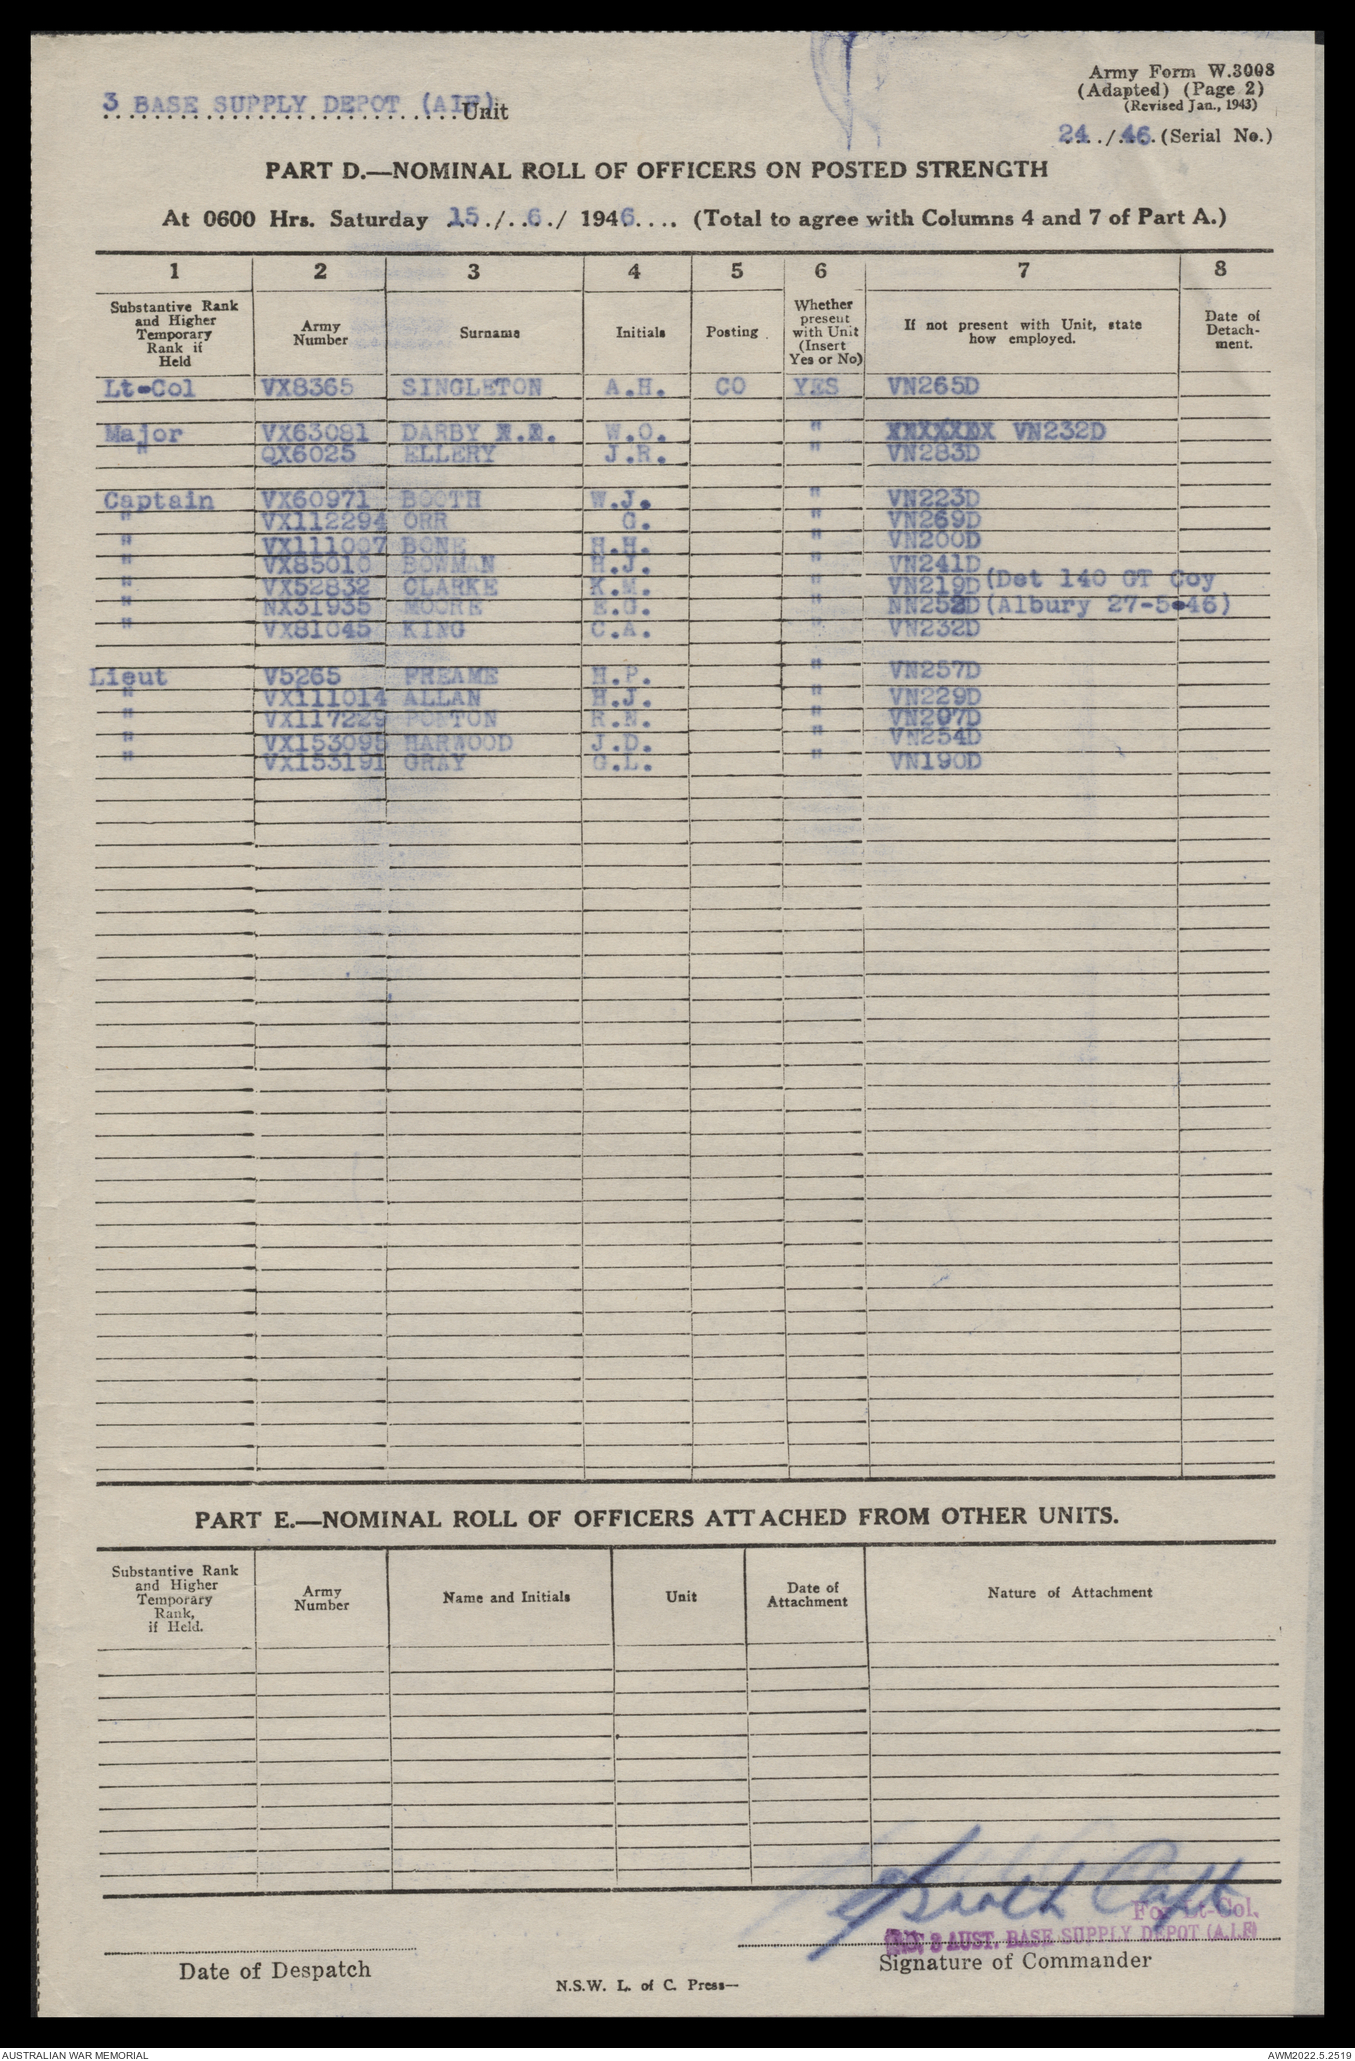 Army Form W.3008
(Adapted) (Page 2)
(Revised Jan., 1943)
3 BASE SUPPLY DEPOT (AIF) Unit
24../.46.(Serial No.)
PART D.—NOMINAL ROLL OF OFFICERS ON POSTED STRENGTH
At 0600 Hrs. Saturday 15./..6./ 1946.... (Total to agree with Columns 4 and 7 of Part A.)
1 2 3 4 5 6 7 8
Substantive Rank and Higher Temporary Rank if Held
Army Number
Surname
Initials
Posting
Whether present with Unit (Insert Yes or No)
If not present with Unit, state how employed.
Date of Detach-ment.
Lt-Col VX8365 SINGLETON A.H. CO YES VN265D
Major VX63081 DARBY W.O. " VN232D
" QX6025 ELLERY J.R. " VN283D
Captain VX60971 BOOTH W.J. " VN223D
" VX112294 ORR G. " VN269D
" VX111007 BONE H.H. " VN200D
" VX85010 BOWMAN H.J. " VN241D
" VX52832 CLARKE K.M. " VN219D (Det 140 GT Coy
" NX31935 MOORE E.G. " NN252D (Albury 27-5-46)
" VX81045 KING C.A. " VN232D
Lieut V5265 PREAME H.P. " VN257D
" VX111014 ALLAN H.J. " VN229D
" VX117229 R.N. " VN207D
" VX153095 HARWOOD J.D. " VN254D
" VX153191 GRAY G.L. " VN190D
PART E.—NOMINAL ROLL OF OFFICERS ATTACHED FROM OTHER UNITS.
Substantive Rank and Higher Temporary Rank, if Held.
Army Number
Name and Initials
Unit
Date of Attachment
Nature of Attachment
Booth Capt
For Lt-Col.
3 AUST. BASE SUPPLY DEPOT (A.I.F)
Date of Despatch
Signature of Commander
N.S.W. L. of C. Press—
AUSTRALIAN WAR MEMORIAL
AWM2022.5.2519